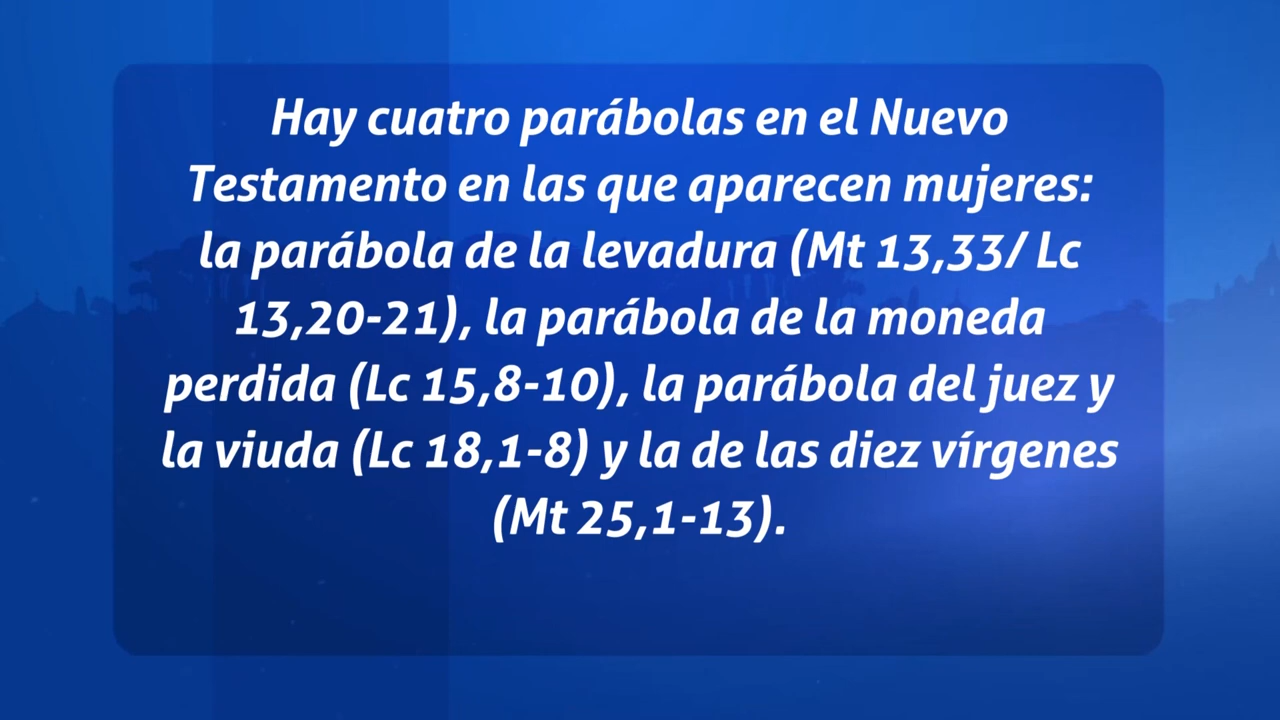 Hay cuatro parábolas en el Nuevo
Testamento en las que aparecen mujeres:
la parábola de la levadura (Mt 13,33/ Lc
13,20-21), la parábola de la moneda
perdida (Lc 15,8-10), la parábola del juez y
la viuda (Lc 18,1-8) y la de las diez vírgenes
(Mt 25,1-13).